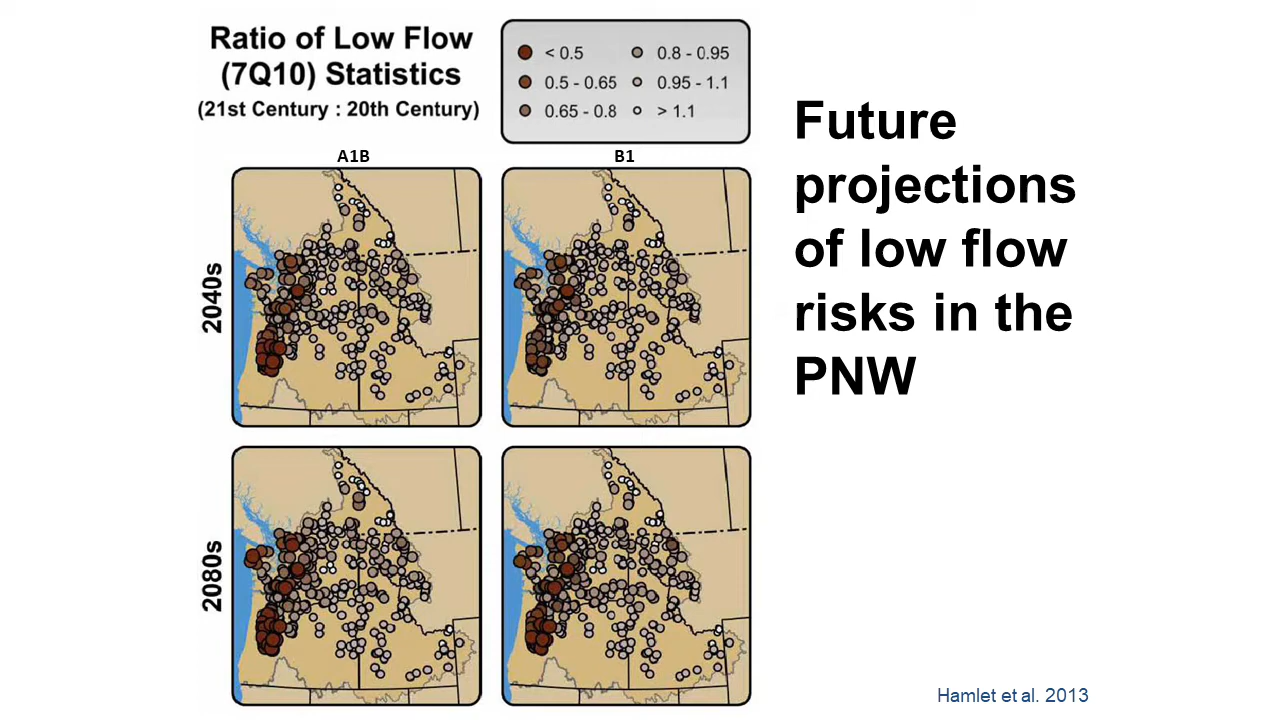 Ratio of Low Flow
(7Q10) Statistics
(21st Century : 20th Century)
< 0.5
0.5 - 0.65
0.65 - 0.8
0.8 - 0.95
0.95 - 1.1
> 1.1
A1B
B1
2040s
2080s
Future
projections
of low flow
risks in the
PNW
Hamlet et al. 2013